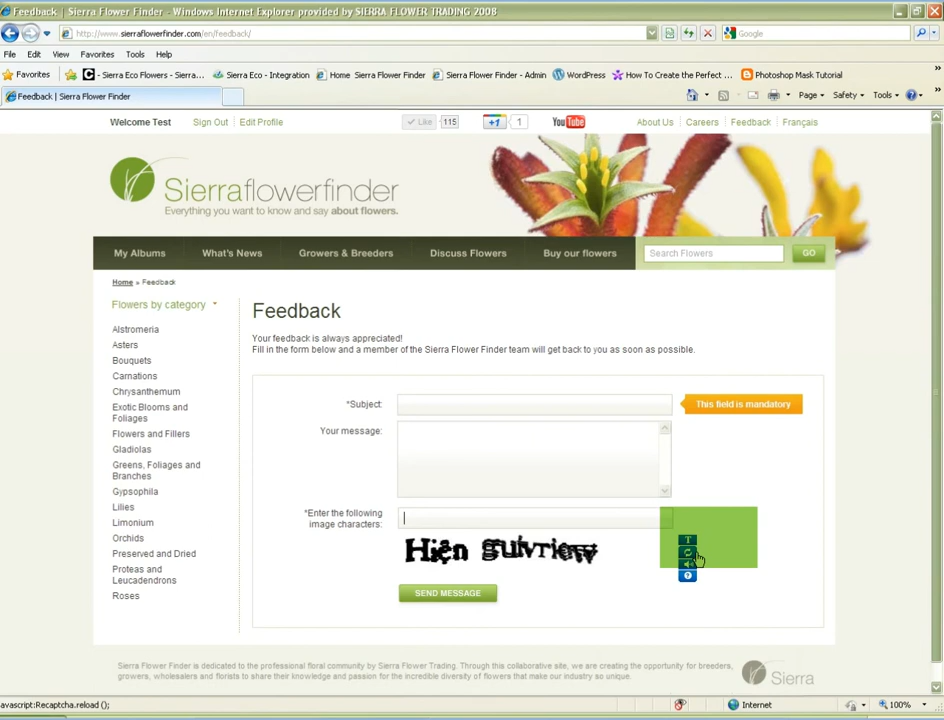 Feedback | Sierra Flower Finder - Windows Internet Explorer provided by SIERRA FLOWER TRADING 2008
http://www.sierraflowerfinder.com/en/feedback/
Google
File Edit View Favorites Tools Help
Favorites - Sierra Eco Flowers - Sierra... Sierra Eco - Integration Home Sierra Flower Finder Sierra Flower Finder - Admin WordPress How To Create the Perfect ... Photoshop Mask Tutorial
Feedback | Sierra Flower Finder Page Safety Tools
Welcome Test Sign Out Edit Profile Like 115 +1 1 YouTube About Us Careers Feedback Français
Sierraflowerfinder
Everything you want to know and say about flowers.
My Albums What's News Growers & Breeders Discuss Flowers Buy our flowers Search Flowers GO
Home » Feedback
Flowers by category
Alstromeria
Asters
Bouquets
Carnations
Chrysanthemum
Exotic Blooms and
Foliages
Flowers and Fillers
Gladiolas
Greens, Foliages and
Branches
Gypsophila
Lilies
Limonium
Orchids
Preserved and Dried
Proteas and
Leucadendrons
Roses
Feedback
Your feedback is always appreciated!
Fill in the form below and a member of the Sierra Flower Finder team will get back to you as soon as possible.
*Subject: This field is mandatory
Your message:
*Enter the following
image characters:
T
?
SEND MESSAGE
Sierra Flower Finder is dedicated to the professional floral community by Sierra Flower Trading. Through this collaborative site, we are creating the opportunity for breeders,
growers, wholesalers and florists to share their knowledge and passion for the incredible diversity of flowers that make our industry so unique.
Sierra
avascript:Recaptcha.reload (); Internet 100%